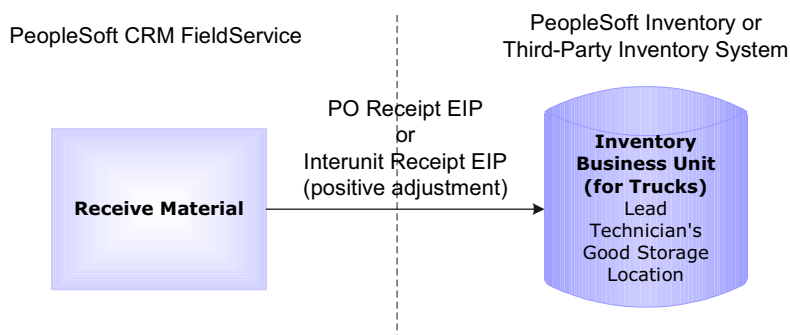 PeopleSoft CRM FieldService
PeopleSoft Inventory or
Third-Party Inventory System
PO Receipt EIP
or
Interunit Receipt EIP
(positive adjustment)
Receive Material
Inventory
Business Unit
(for Trucks)
Lead
Technician's
Good Storage
Location